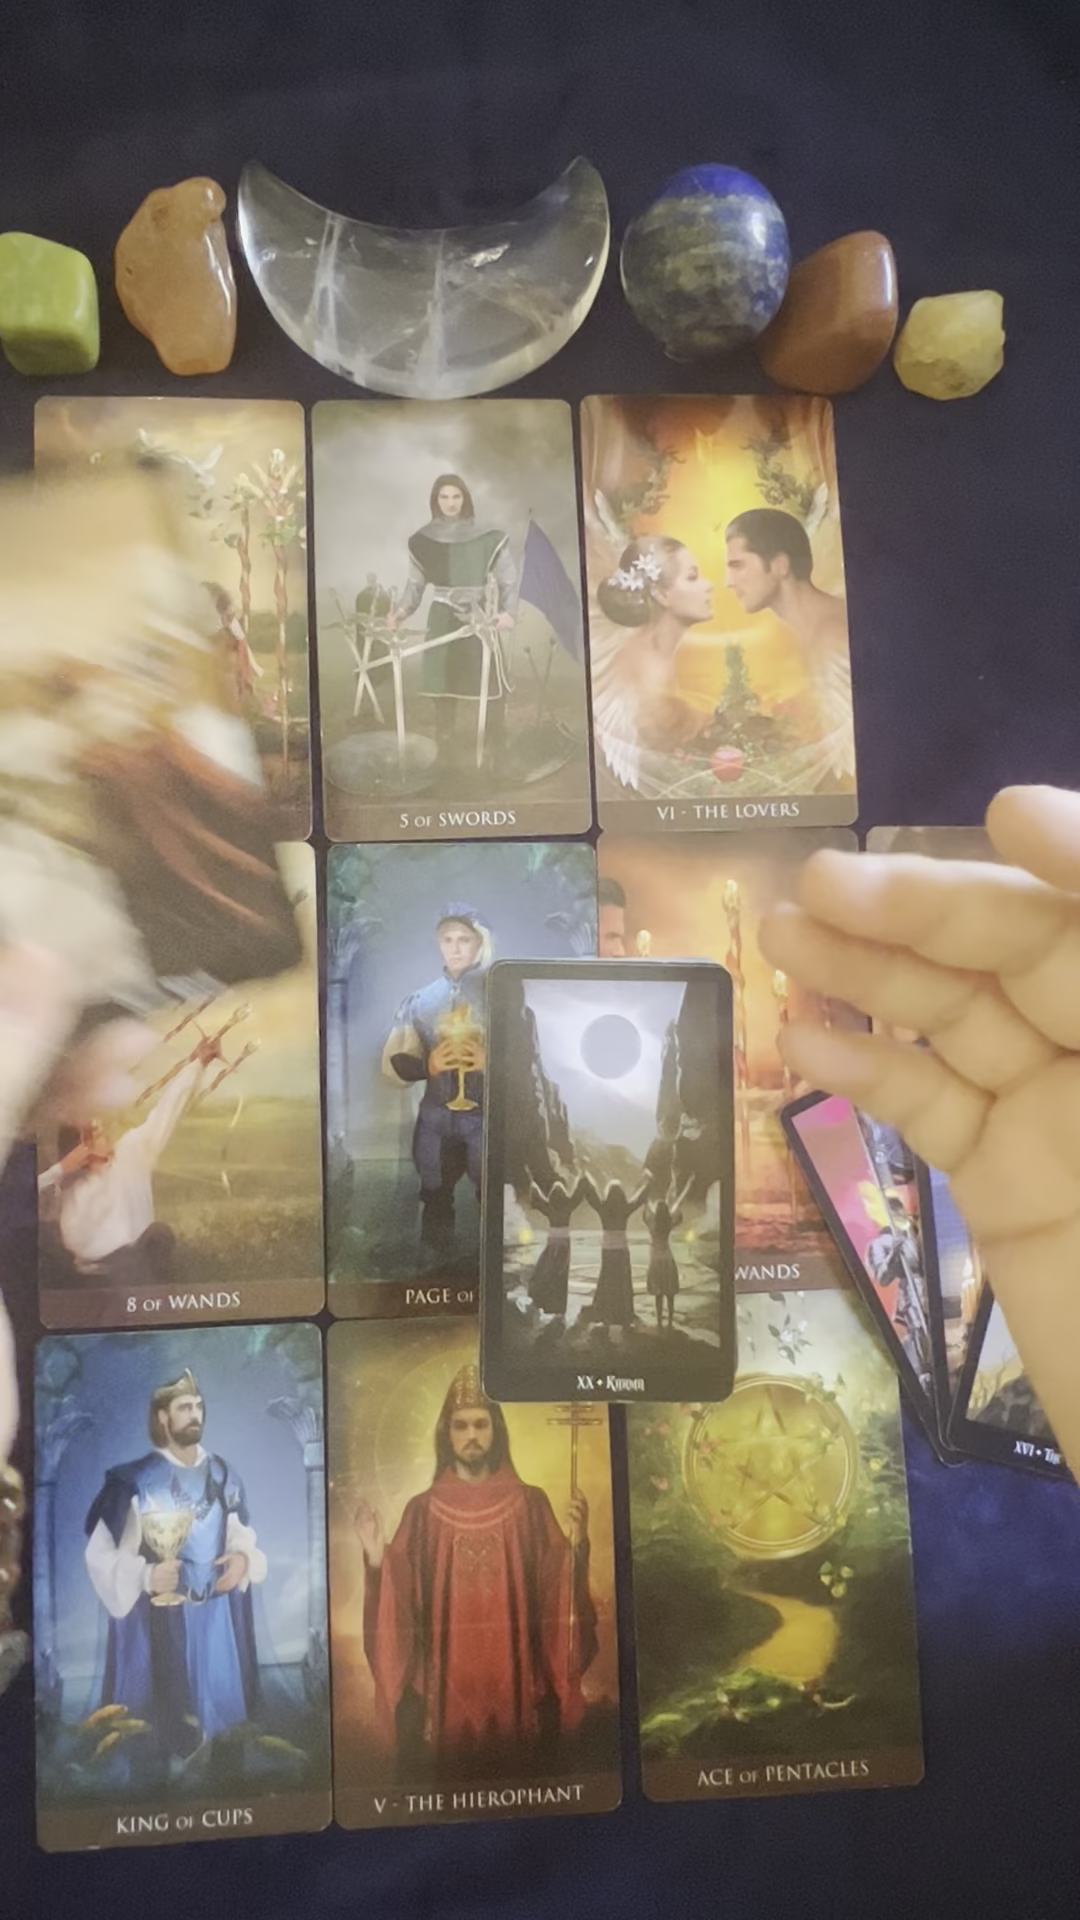 5 OF SWORDS
VI - THE LOVERS
8 OF WANDS
PAGE OF
WANDS
XX • Karma
XVI •
KING OF CUPS
V - THE HIEROPHANT
ACE OF PENTACLES